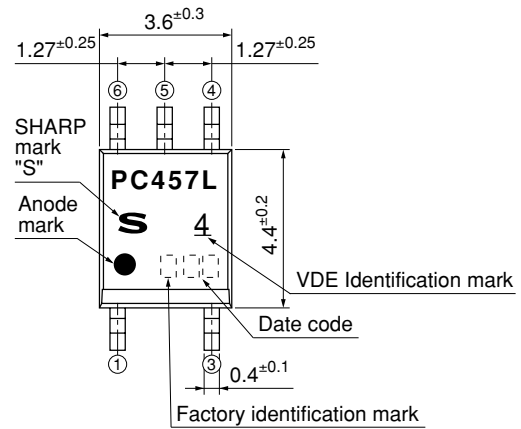 3.6±0.3
1.27±0.25
1.27±0.25
⑥
⑤
④
SHARP
mark
"S"
PC457L
S
Anode
mark
4
4.4±0.2
VDE Identification mark
Date code
①
③
0.4±0.1
Factory identification mark